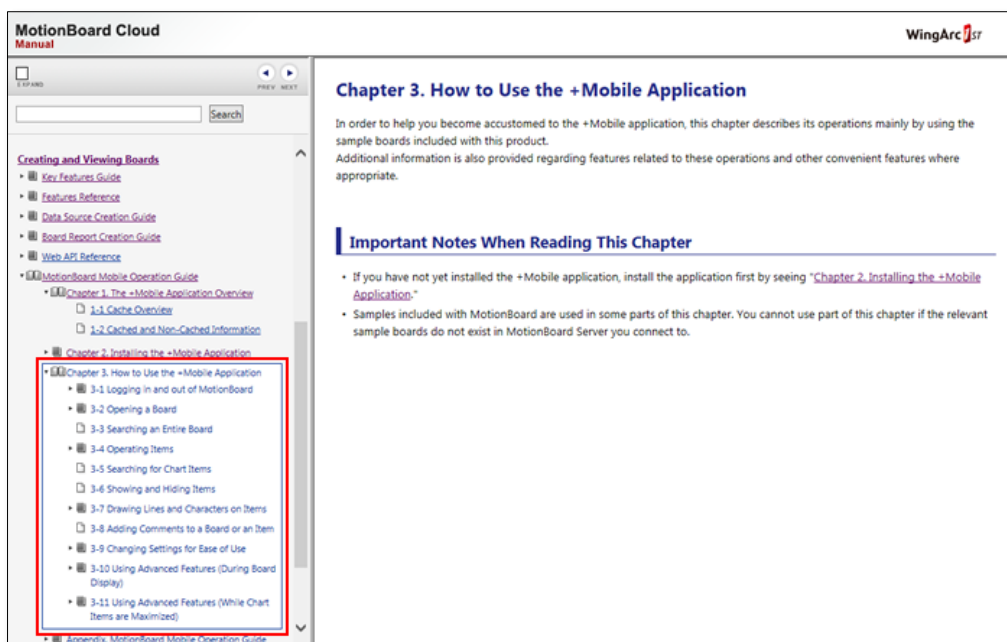 MotionBoard Cloud
Manual
WingArc1ST
EXPAND
PREV NEXT
Search
Creating and Viewing Boards
Key Features Guide
Features Reference
Data Source Creation Guide
Board Report Creation Guide
Web API Reference
MotionBoard Mobile Operation Guide
Chapter 1. The +Mobile Application Overview
1-1 Cache Overview
1-2 Cached and Non-Cached Information
Chapter 2. Installing the +Mobile Application
Chapter 3. How to Use the +Mobile Application
3-1 Logging in and out of MotionBoard
3-2 Opening a Board
3-3 Searching an Entire Board
3-4 Operating Items
3-5 Searching for Chart Items
3-6 Showing and Hiding Items
3-7 Drawing Lines and Characters on Items
3-8 Adding Comments to a Board or an Item
3-9 Changing Settings for Ease of Use
3-10 Using Advanced Features (During Board
Display)
3-11 Using Advanced Features (While Chart
Items are Maximized)
Appendix. MotionBoard Mobile Operation Guide
Chapter 3. How to Use the +Mobile Application
In order to help you become accustomed to the +Mobile application, this chapter describes its operations mainly by using the
sample boards included with this product.
Additional information is also provided regarding features related to these operations and other convenient features where
appropriate.
Important Notes When Reading This Chapter
• If you have not yet installed the +Mobile application, install the application first by seeing "Chapter 2. Installing the +Mobile
Application."
• Samples included with MotionBoard are used in some parts of this chapter. You cannot use part of this chapter if the relevant
sample boards do not exist in MotionBoard Server you connect to.